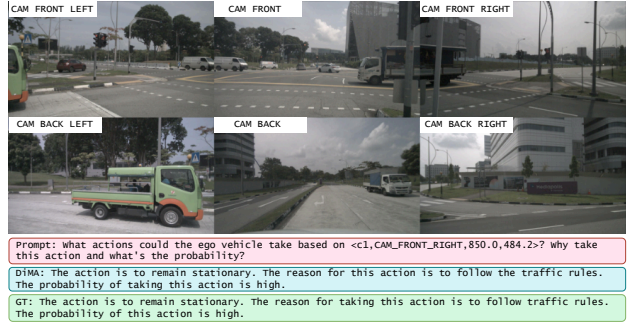 CAM FRONT LEFT
CAM FRONT
CAM FRONT RIGHT
CAM BACK LEFT
CAM BACK
CAM BACK RIGHT
Prompt: What actions could the ego vehicle take based on <c1,CAM_FRONT_RIGHT,850.0,484.2>? Why take
this action and what's the probability?
DiMA: The action is to remain stationary. The reason for this action is to follow the traffic rules.
The probability of taking this action is high.
GT: The action is to remain stationary. The reason for taking this action is to follow traffic rules.
The probability of this action is high.